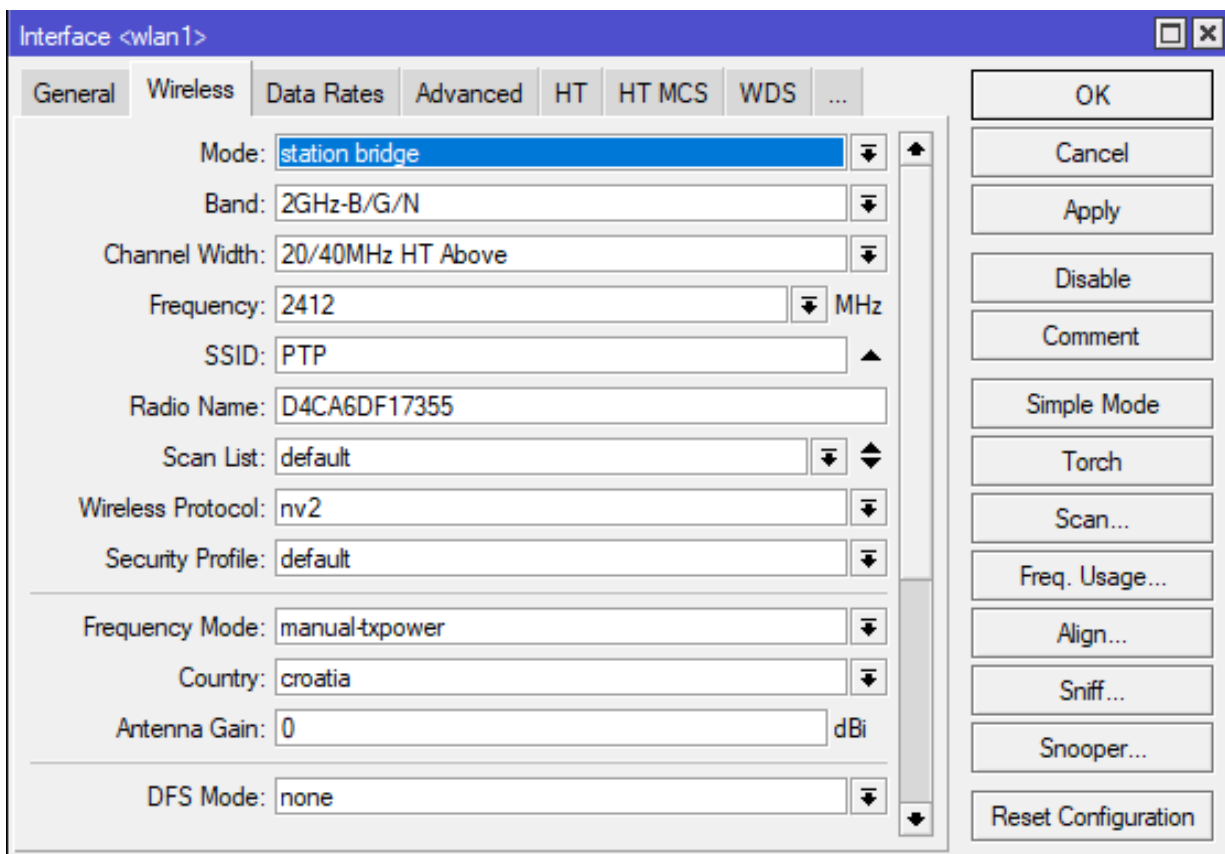 Interface <wlan1>
General Wireless Data Rates Advanced HT HT MCS WDS ...
Mode: station bridge
Band: 2GHz-B/G/N
Channel Width: 20/40MHz HT Above
Frequency: 2412 MHz
SSID: PTP
Radio Name: D4CA6DF17355
Scan List: default
Wireless Protocol: nv2
Security Profile: default
Frequency Mode: manual-txpower
Country: croatia
Antenna Gain: 0 dBi
DFS Mode: none
OK
Cancel
Apply
Disable
Comment
Simple Mode
Torch
Scan...
Freq. Usage...
Align...
Sniff...
Snooper...
Reset Configuration